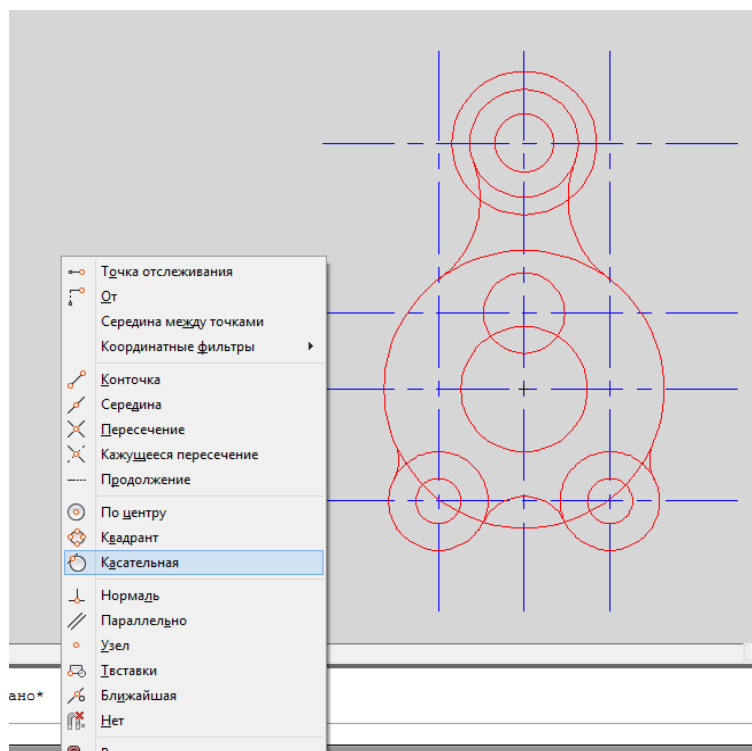 Точка отслеживания
От
Середина между точками
Координатные фильтры
Конточка
Середина
Пересечение
Кажущееся пересечение
Продолжение
По центру
Квадрант
Касательная
Нормаль
Параллельно
Узел
Твставки
Ближайшая
ано*
Нет